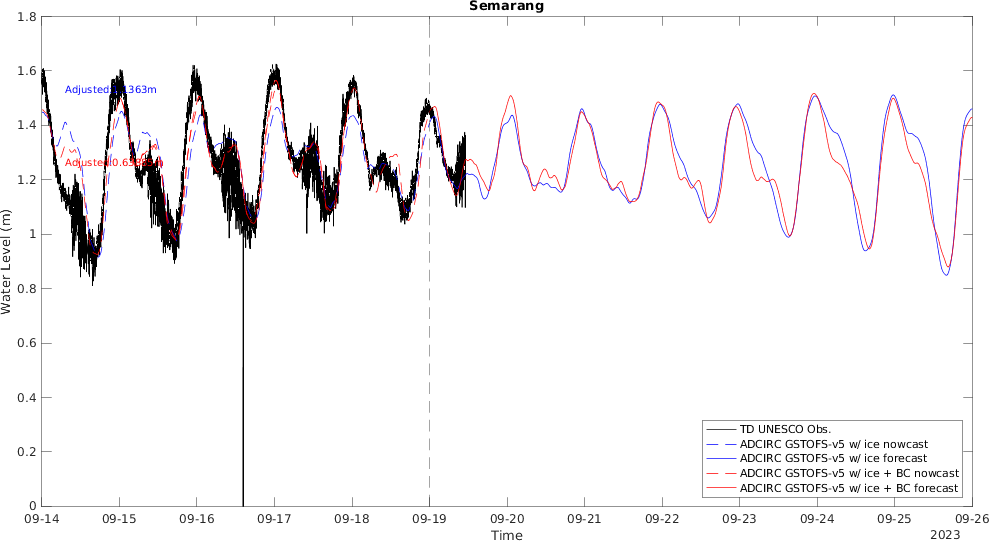 Semarang
1.8
1.6
1.4
1.2
1
0.8
0.6
0.4
0.2
0
Water Level (m)
TD UNESCO Obs.
ADCIRC GSTOFS-v5 w/ ice nowcast
ADCIRC GSTOFS-v5 w/ ice forecast
ADCIRC GSTOFS-v5 w/ ice + BC nowcast
ADCIRC GSTOFS-v5 w/ ice + BC forecast
09-14 09-15 09-16 09-17 09-18 09-19 09-20 09-21 09-22 09-23 09-24 09-25 09-26
Time
2023